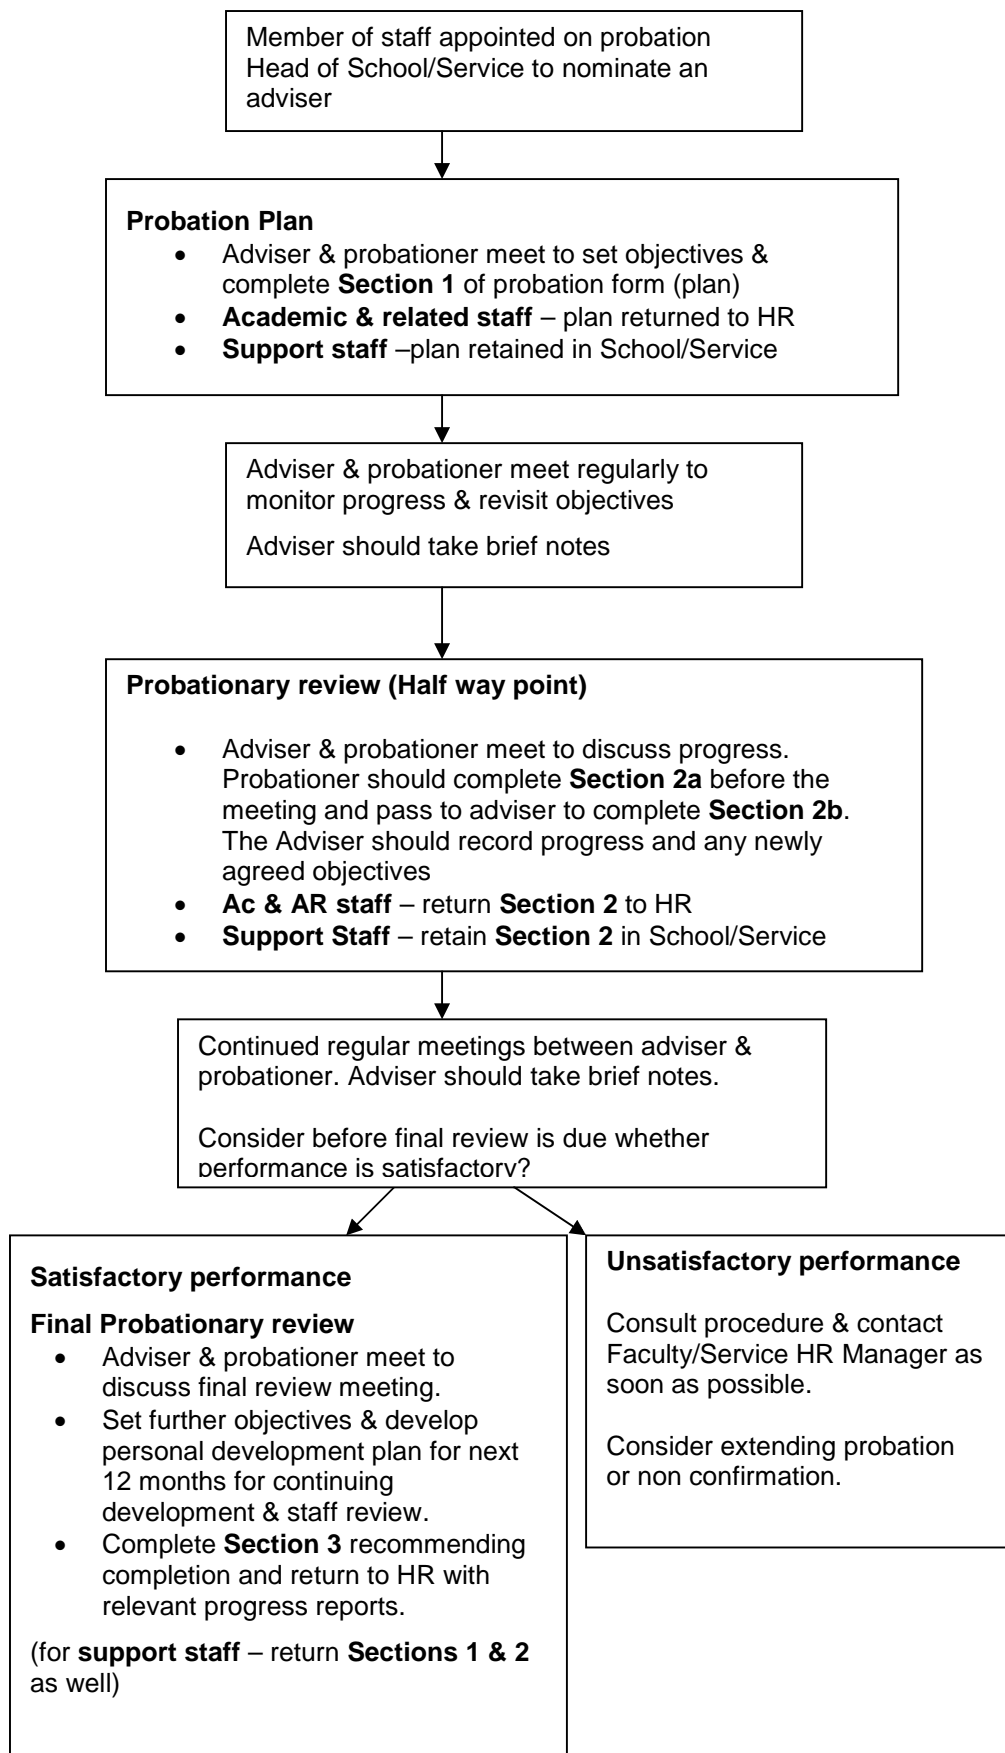 Member of staff appointed on probation
Head of School/Service to nominate an
adviser
Probation Plan
• Adviser & probationer meet to set objectives &
complete Section 1 of probation form (plan)
• Academic & related staff – plan returned to HR
• Support staff –plan retained in School/Service
Adviser & probationer meet regularly to
monitor progress & revisit objectives
Adviser should take brief notes
Probationary review (Half way point)
• Adviser & probationer meet to discuss progress.
Probationer should complete Section 2a before the
meeting and pass to adviser to complete Section 2b.
The Adviser should record progress and any newly
agreed objectives
• Ac & AR staff – return Section 2 to HR
• Support Staff – retain Section 2 in School/Service
Continued regular meetings between adviser &
probationer. Adviser should take brief notes.
Consider before final review is due whether
performance is satisfactory?
Satisfactory performance
Final Probationary review
• Adviser & probationer meet to
discuss final review meeting.
• Set further objectives & develop
personal development plan for next
12 months for continuing
development & staff review.
• Complete Section 3 recommending
completion and return to HR with
relevant progress reports.
(for support staff – return Sections 1 & 2
as well)
Unsatisfactory performance
Consult procedure & contact
Faculty/Service HR Manager as
soon as possible.
Consider extending probation
or non confirmation.